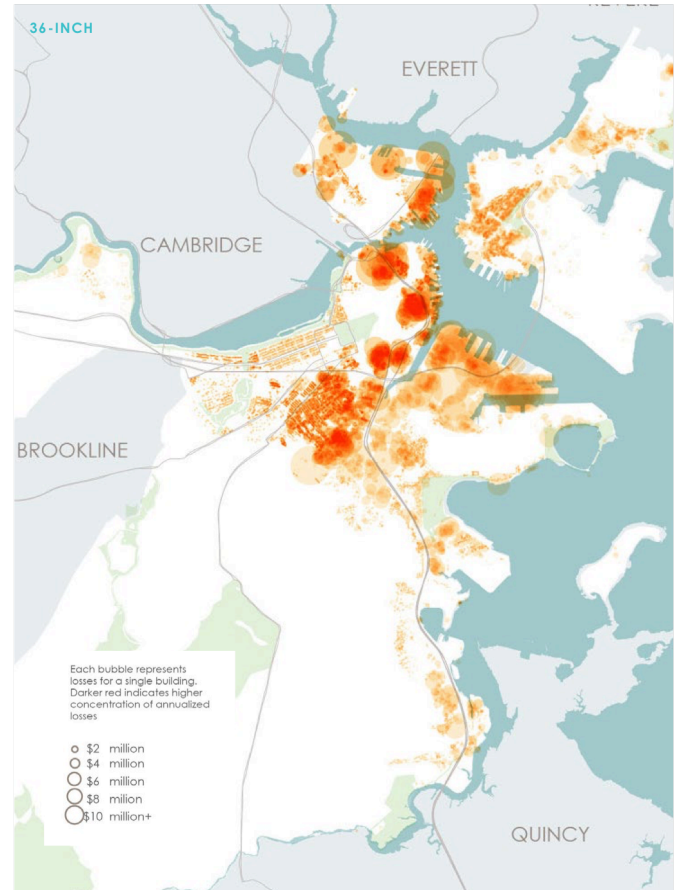 36-INCH
EVERETT
CAMBRIDGE
BROOKLINE
Each bubble represents
losses for a single building.
Darker red indicates higher
concentration of annualized
losses
$2 million
$4 million
$6 million
$8 milion
$10 million+
QUINCY